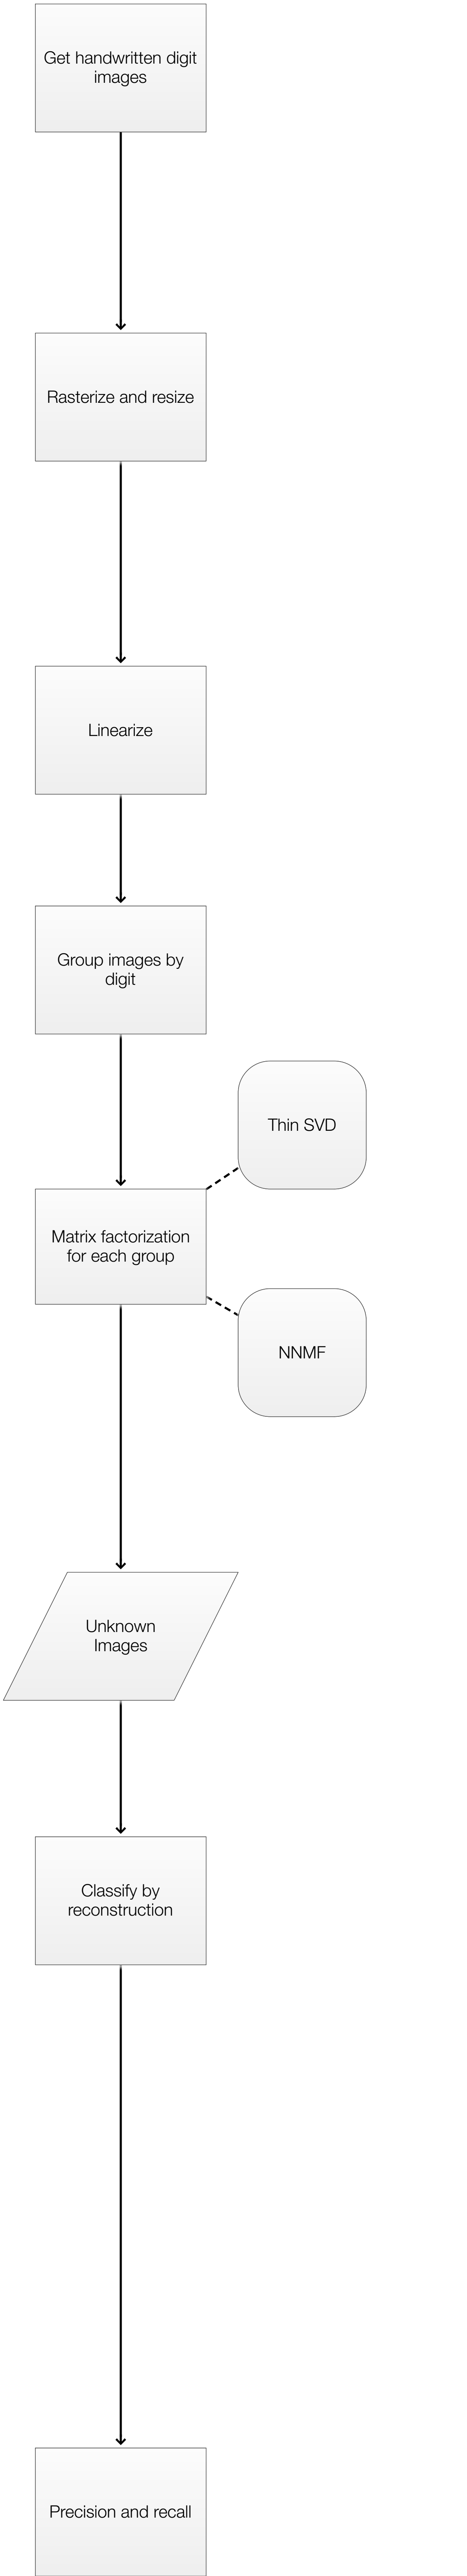 Get handwritten digit
images
Rasterize and resize
Linearize
Group images by
digit
Thin SVD
Matrix factorization
for each group
NNMF
Unknown
Images
Classify by
reconstruction
Precision and recall